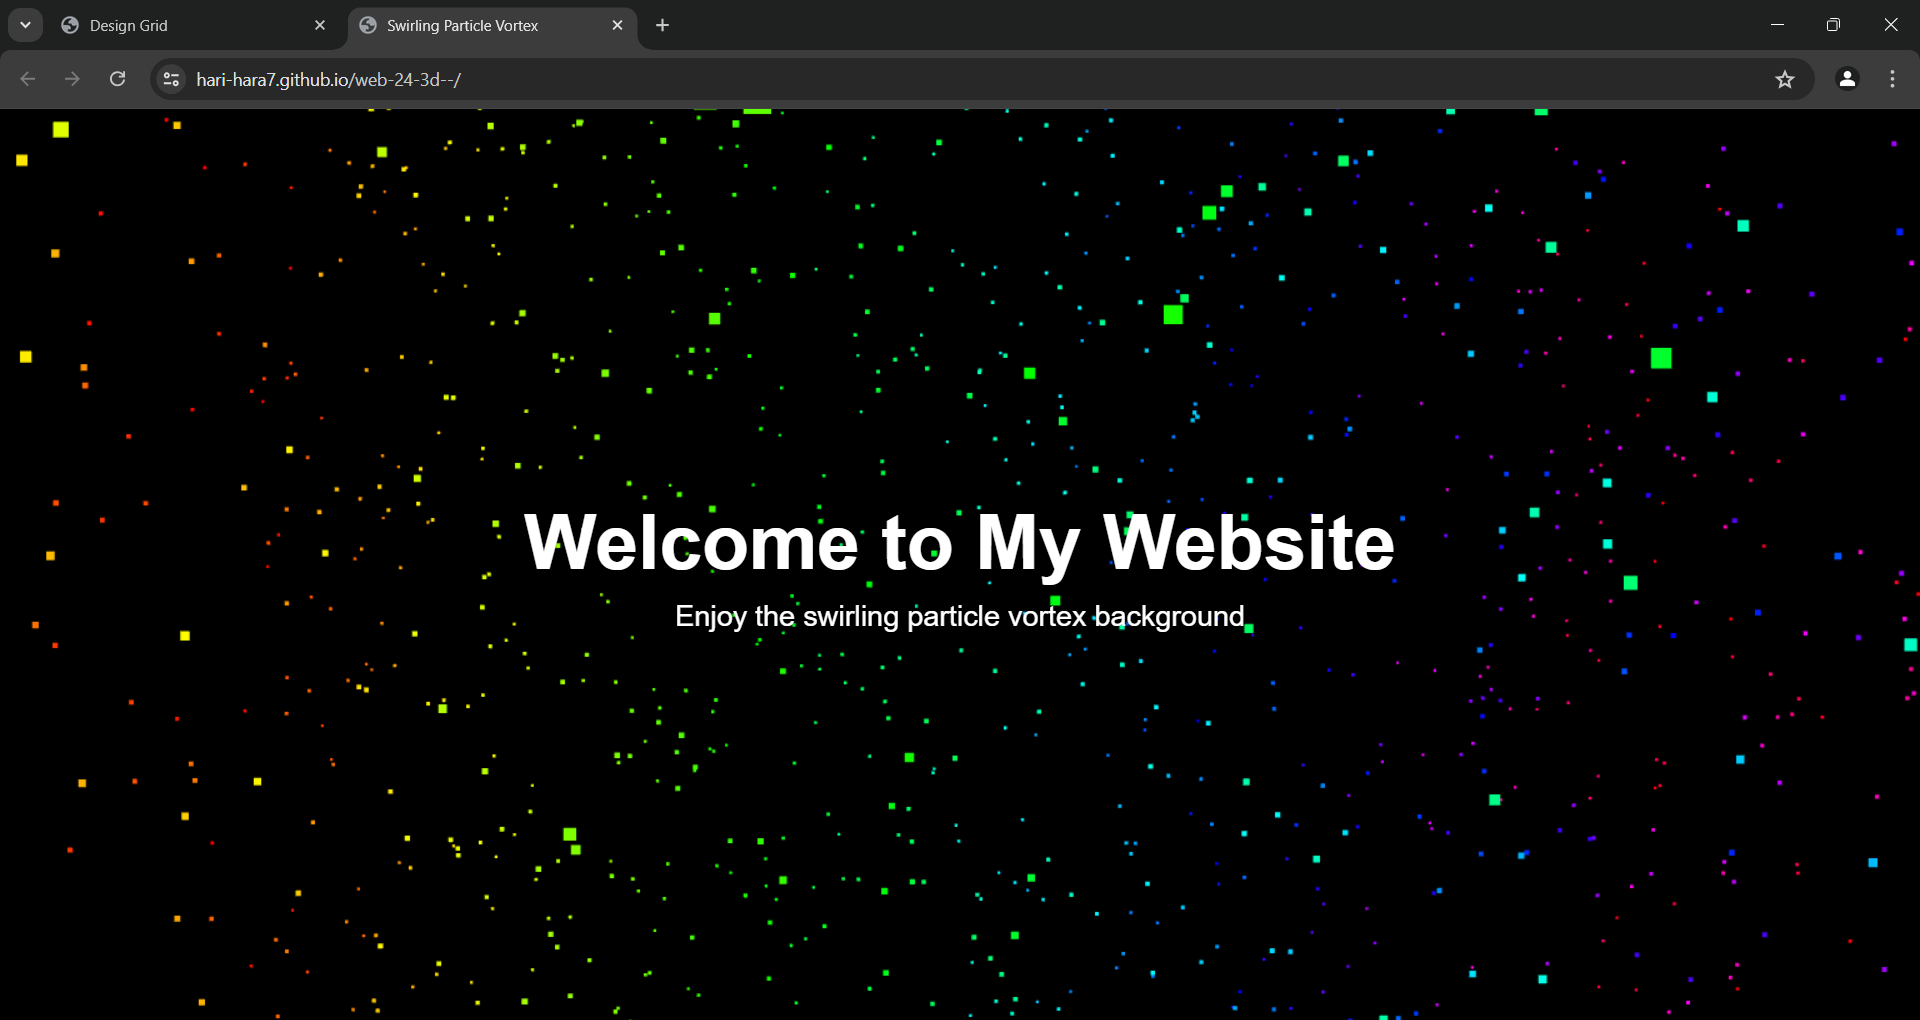 Design Grid
Swirling Particle Vortex
hari-hara7.github.io/web-24-3d--/
Welcome to My Website
Enjoy the swirling particle vortex background